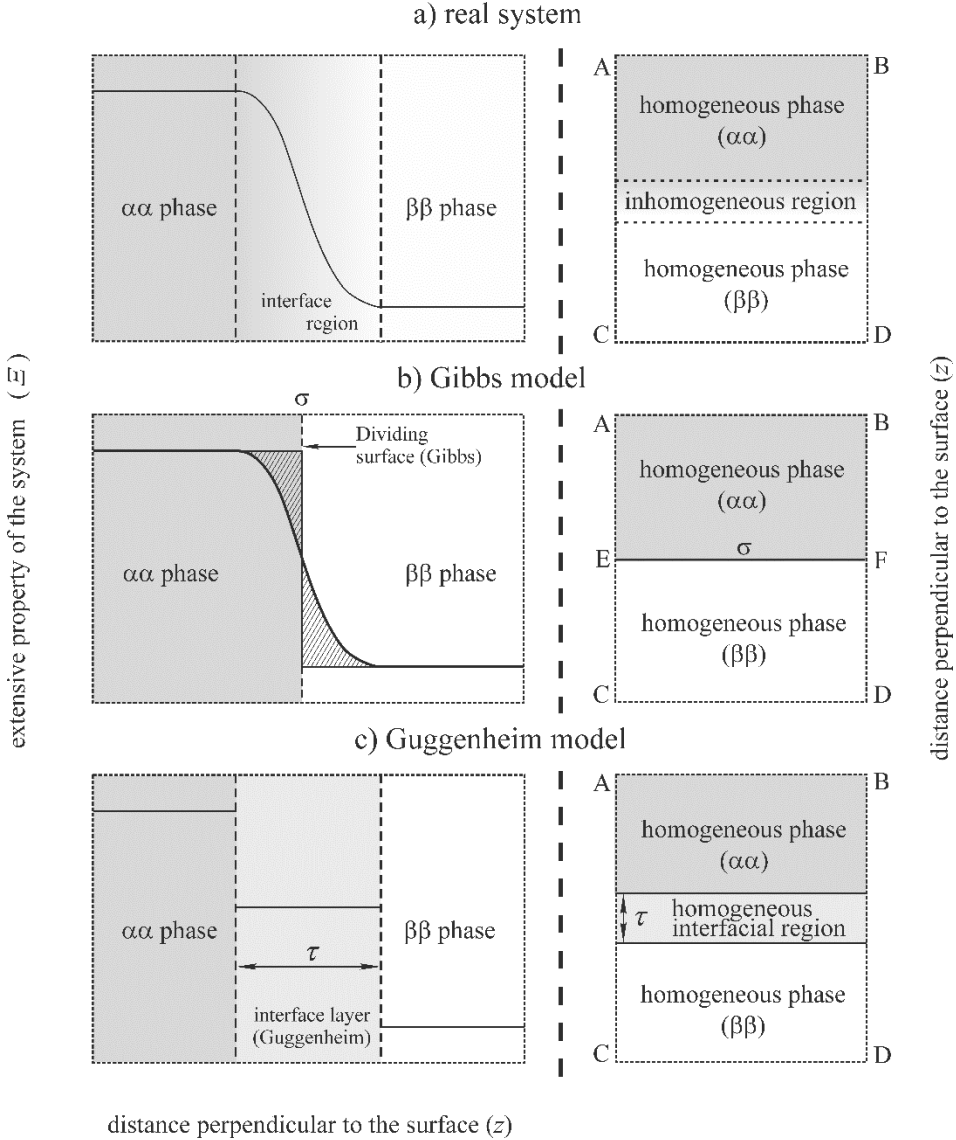 a) real system
αα phase
interface
region
ββ phase
A
B
homogeneous phase
(αα)
inhomogeneous region
homogeneous phase
(ββ)
C
D
extensive property of the system (Ξ)
b) Gibbs model
σ
Dividing
surface (Gibbs)
αα phase
ββ phase
A
B
homogeneous phase
(αα)
E
σ
F
homogeneous phase
(ββ)
C
D
distance perpendicular to the surface (z)
c) Guggenheim model
αα phase
τ
ββ phase
interface layer
(Guggenheim)
A
B
homogeneous phase
(αα)
τ
homogeneous
interfacial region
homogeneous phase
(ββ)
C
D
distance perpendicular to the surface (z)